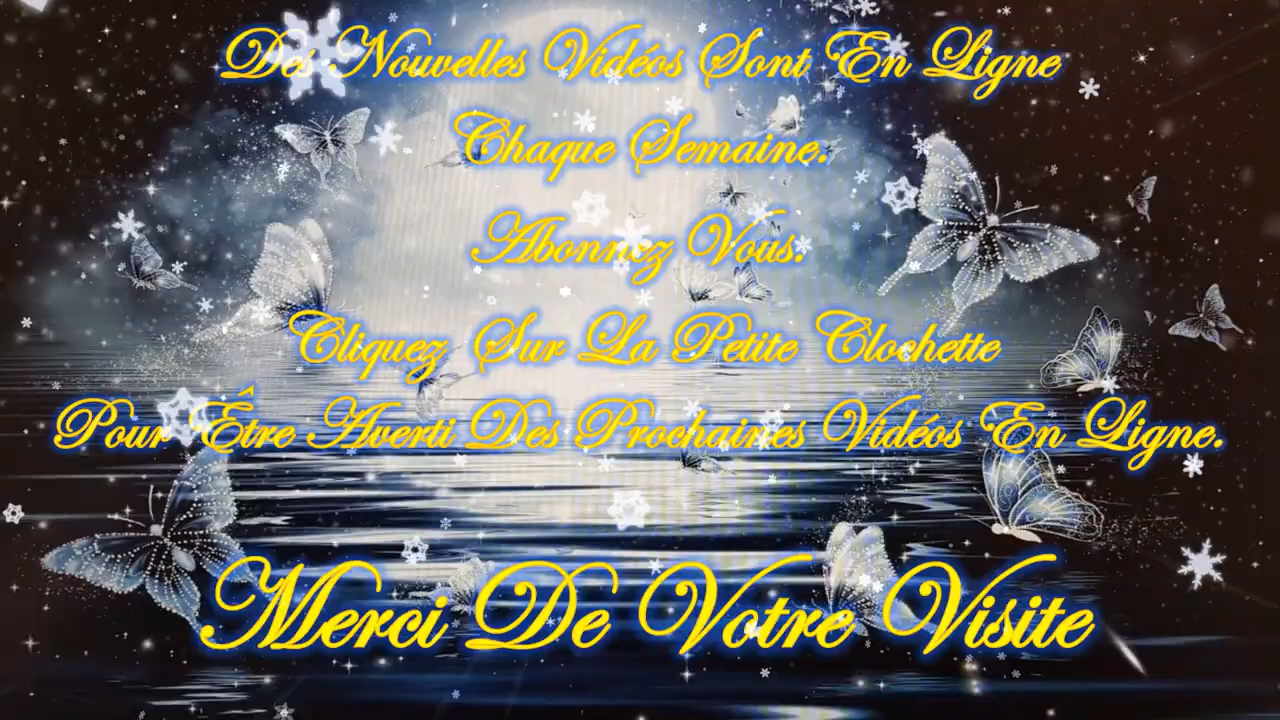 Des Nouvelles Vidéos Sont En Ligne
Chaque Semaine.
Abonnez Vous.
Cliquez Sur La Petite Clochette
Pour Être Averti Des Prochaines Vidéos En Ligne.
Merci De Votre Visite